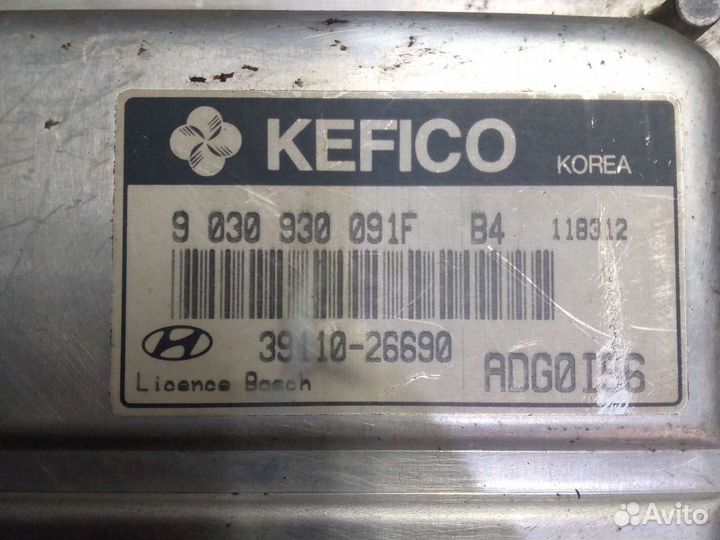 KEFICO KOREA
9 030 930 091F B4 118312
39110-26690
Licence Bosch ADG0I56
Avito